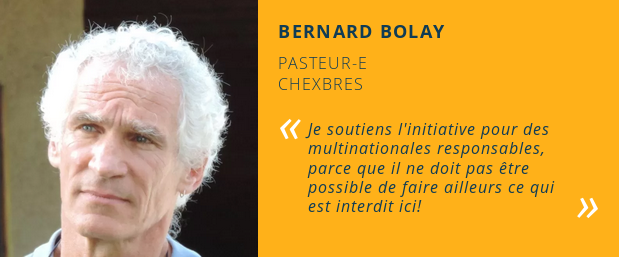 BERNARD BOLAY
PASTEUR-E
CHEXBRES
« Je soutiens l'initiative pour des
multinationales responsables,
parce que il ne doit pas être
possible de faire ailleurs ce qui
est interdit ici! »